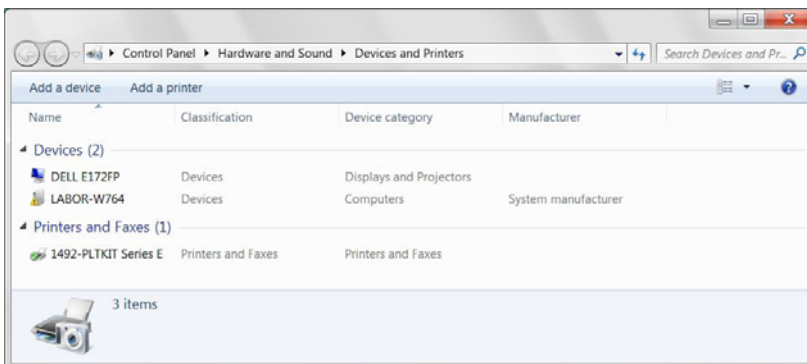 Control Panel Hardware and Sound Devices and Printers Search Devices and Pr...
Add a device Add a printer
Name Classification Device category Manufacturer
Devices (2)
DELL E172FP Devices Displays and Projectors
LABOR-W764 Devices Computers System manufacturer
Printers and Faxes (1)
1492-PLTKIT Series E Printers and Faxes Printers and Faxes
3 items